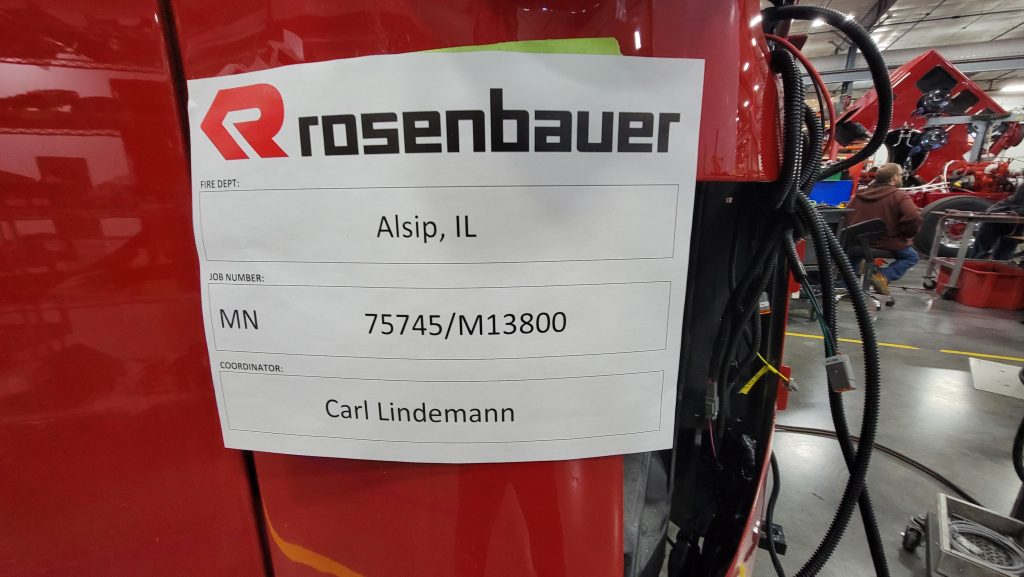 rosenbauer
FIRE DEPT:
Alsip, IL
JOB NUMBER:
MN 75745/M13800
COORDINATOR:
Carl Lindemann